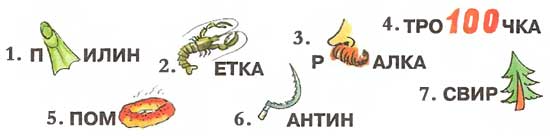 1. П ИЛИН
2. ЕТКА
3. Р АЛКА
4. ТРО100ЧКА
5. ПОМ
6. АНТИН
7. СВИР